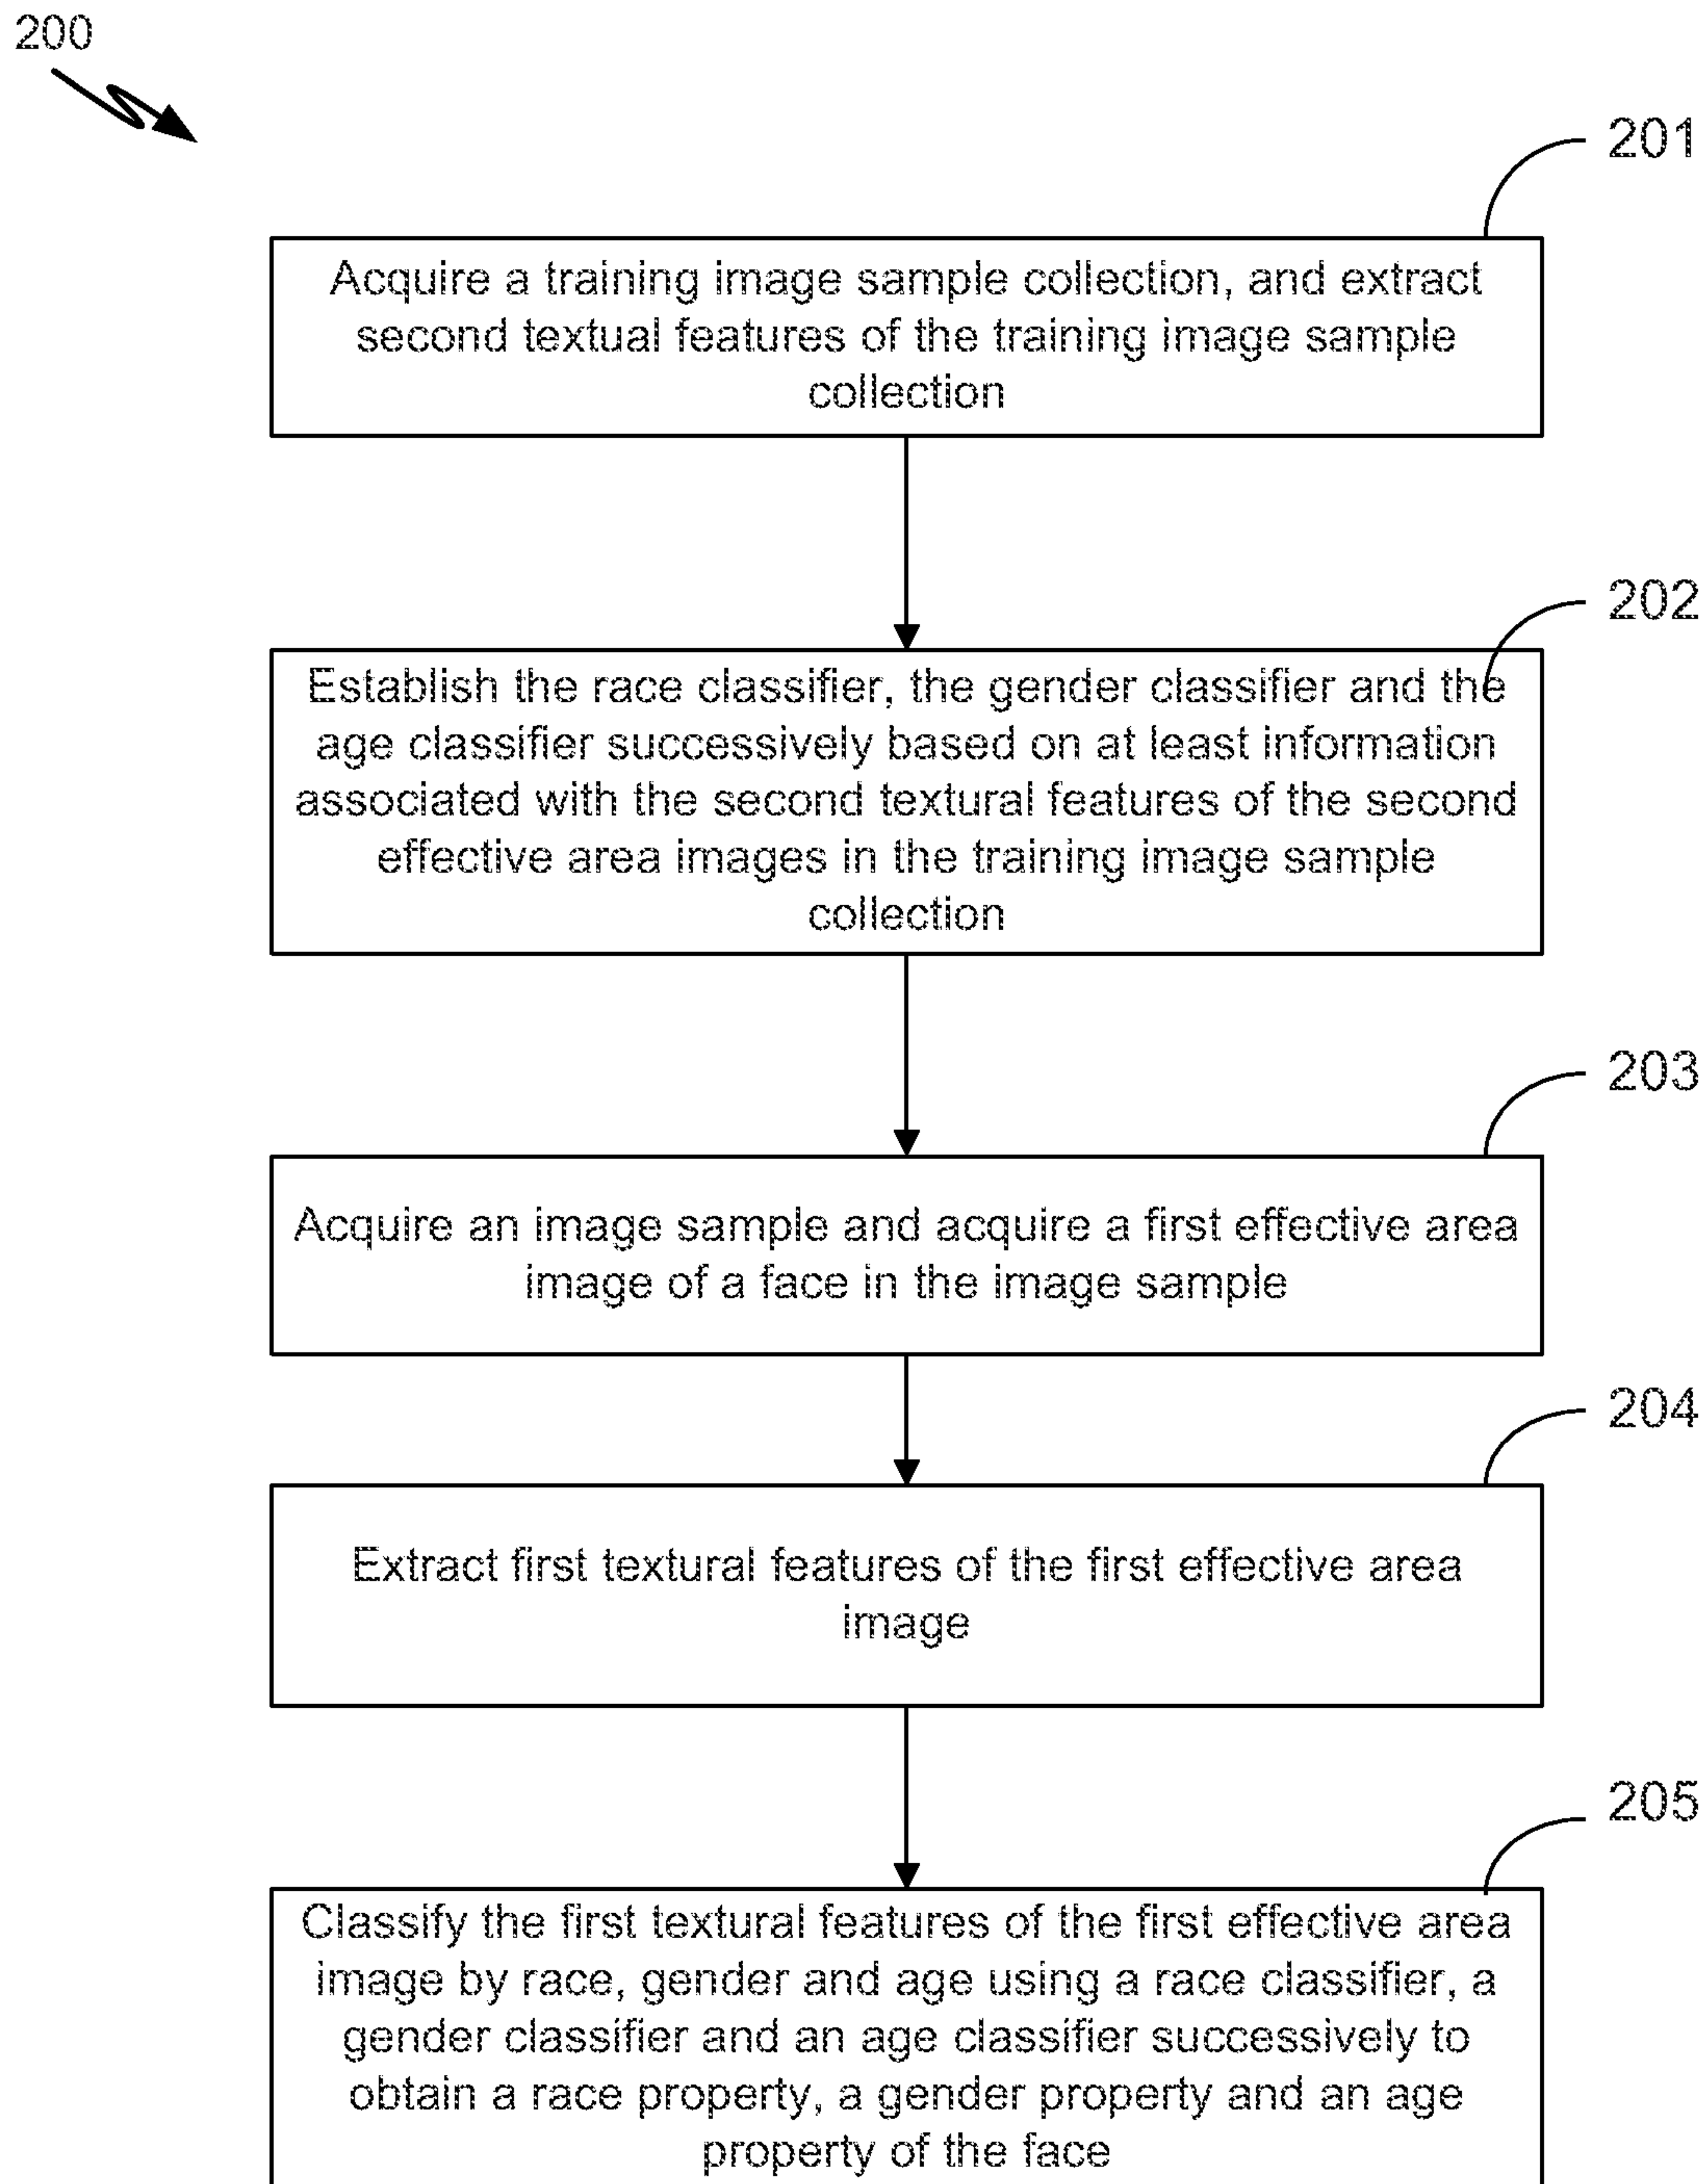 200
201
Acquire a training image sample collection, and extract
second textual features of the training image sample
collection
202
Establish the race classifier, the gender classifier and the
age classifier successively based on at least information
associated with the second textural features of the second
effective area images in the training image sample
collection
203
Acquire an image sample and acquire a first effective area
image of a face in the image sample
204
Extract first textural features of the first effective area
image
205
Classify the first textural features of the first effective area
image by race, gender and age using a race classifier, a
gender classifier and an age classifier successively to
obtain a race property, a gender property and an age
property of the face